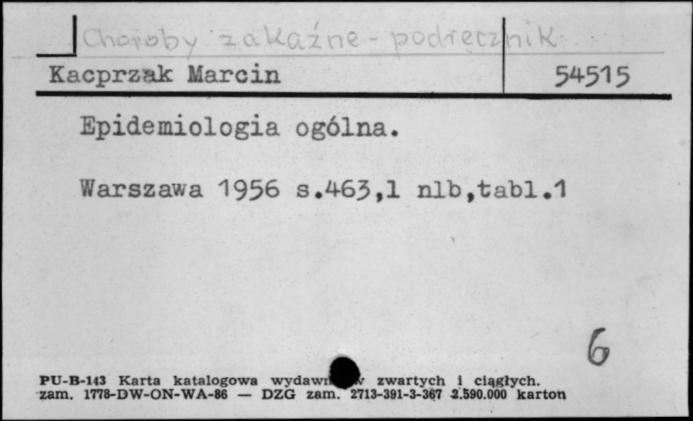 Choroby zakaźne - podręcznik
Kacprzak Marcin 54515
Epidemiologia ogólna.
Warszawa 1956 s.463,1 nlb,tabl.1
6
PU-B-143 Karta katalogowa zwartych i ciągłych.
zam. 1778-DW-ON-WA-86 — DZG zam. 2713-391-3-367 2.590.000 karton